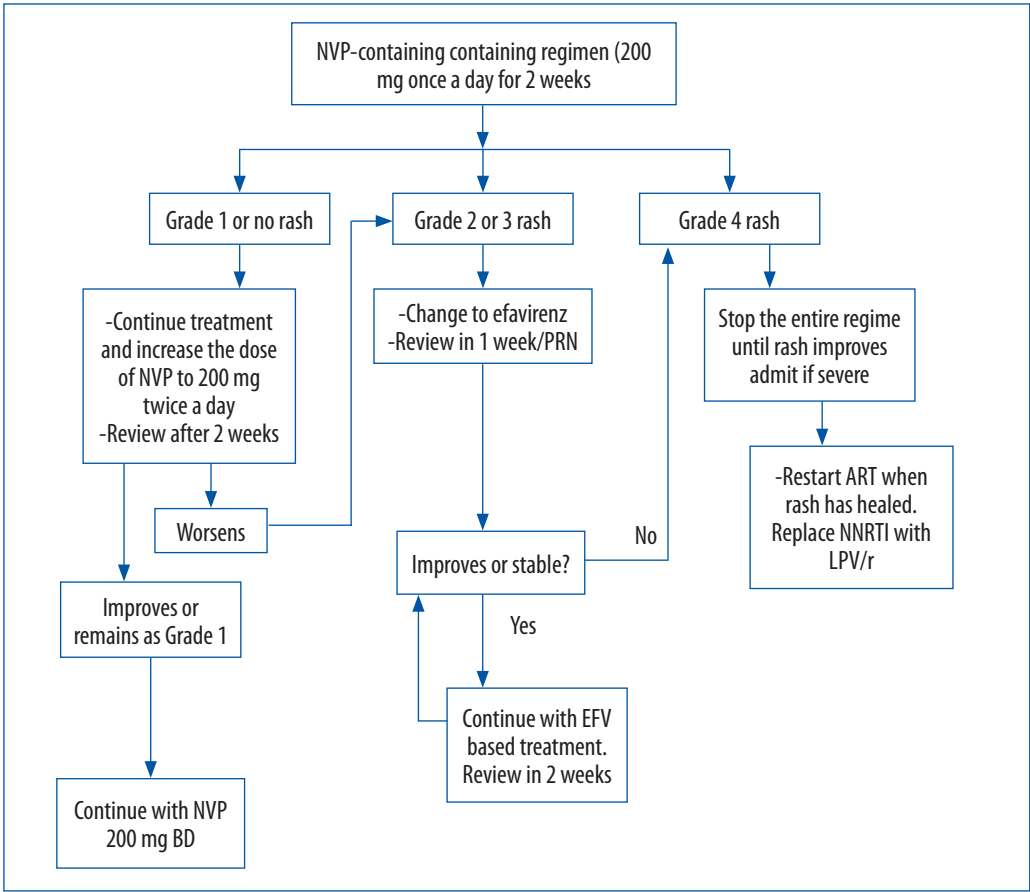 NVP-containing containing regimen (200
mg once a day for 2 weeks
Grade 1 or no rash
Grade 2 or 3 rash
Grade 4 rash
-Continue treatment
and increase the dose
of NVP to 200 mg
twice a day
-Review after 2 weeks
-Change to efavirenz
-Review in 1 week/PRN
Stop the entire regime
until rash improves
admit if severe
Worsens
-Restart ART when
rash has healed.
Replace NNRTI with
LPV/r
No
Improves or stable?
Improves or
remains as Grade 1
Yes
Continue with EFV
based treatment.
Review in 2 weeks
Continue with NVP
200 mg BD